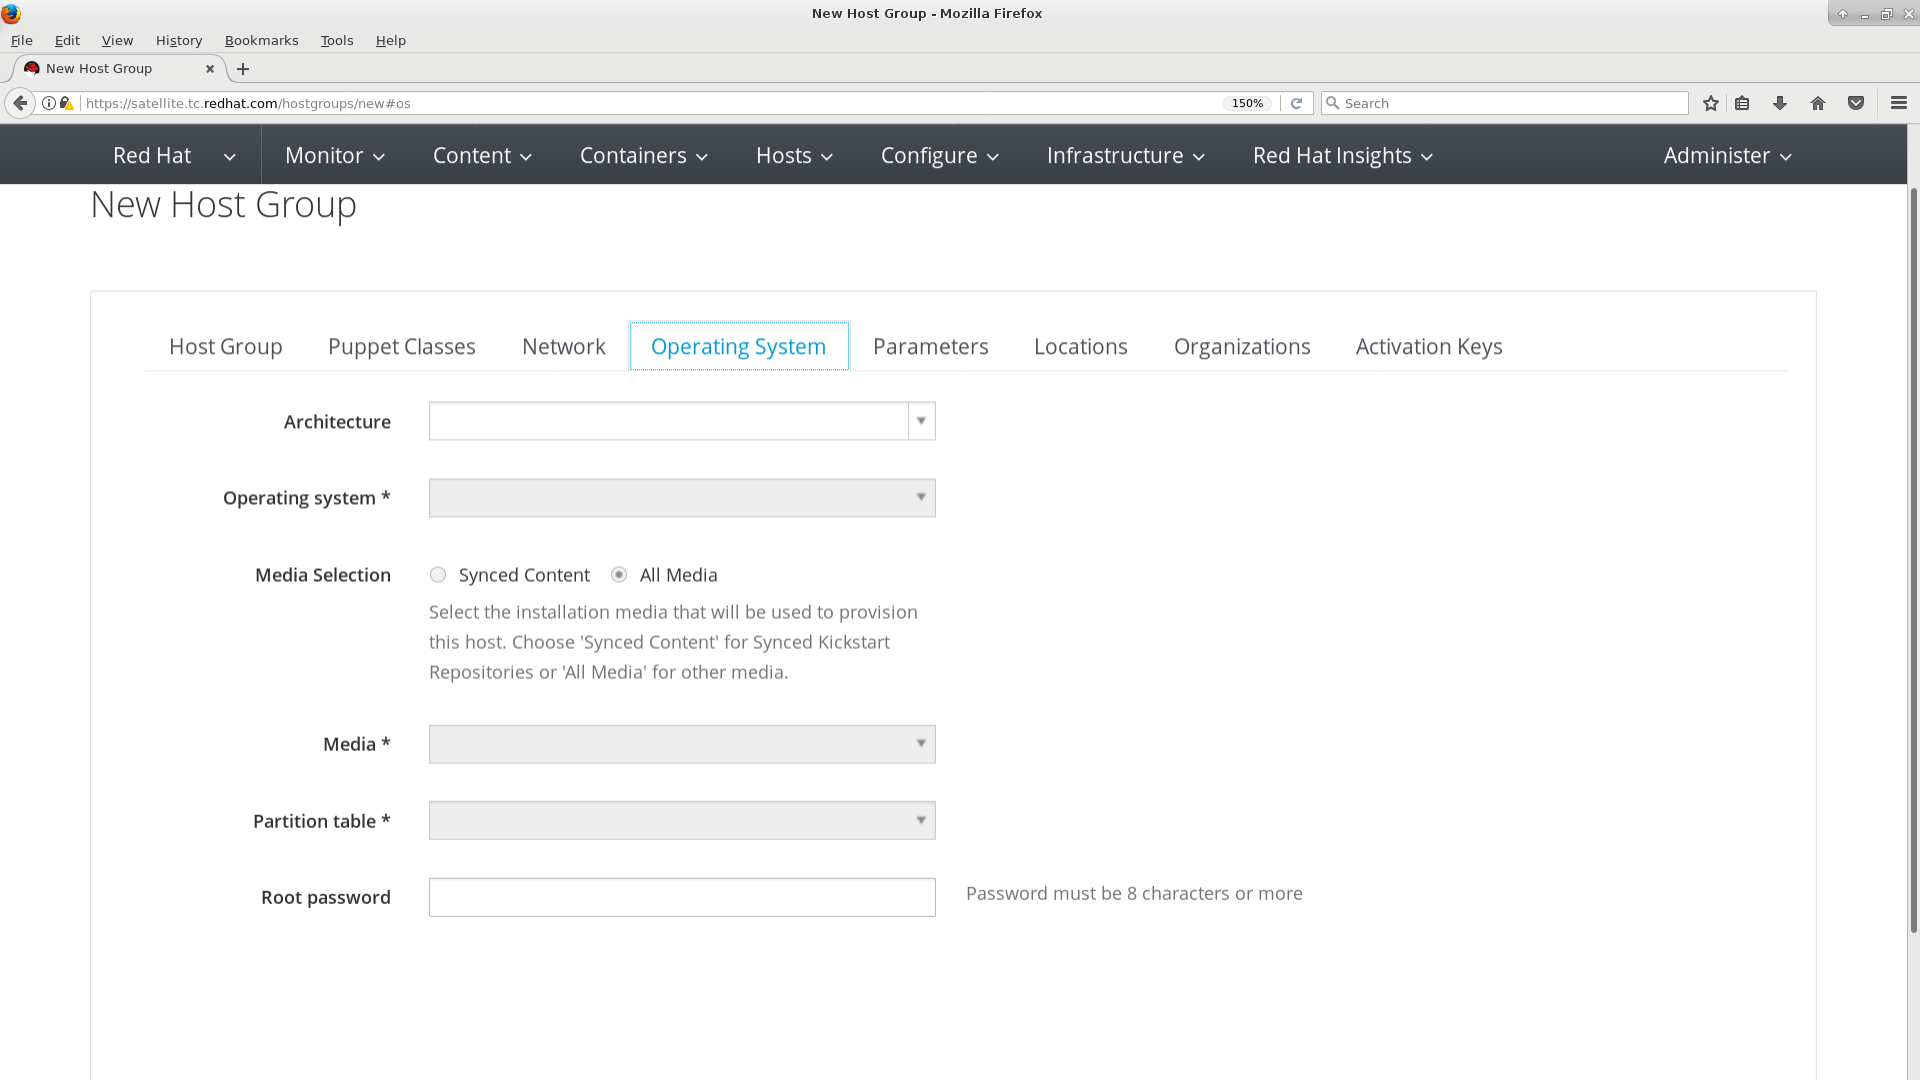 New Host Group - Mozilla Firefox
File Edit View History Bookmarks Tools Help
New Host Group
https://satellite.tc.redhat.com/hostgroups/new#os 150% Search
Red Hat Monitor Content Containers Hosts Configure Infrastructure Red Hat Insights Administer
New Host Group
Host Group Puppet Classes Network Operating System Parameters Locations Organizations Activation Keys
Architecture
Operating system *
Media Selection Synced Content All Media
Select the installation media that will be used to provision
this host. Choose 'Synced Content' for Synced Kickstart
Repositories or 'All Media' for other media.
Media *
Partition table *
Root password Password must be 8 characters or more